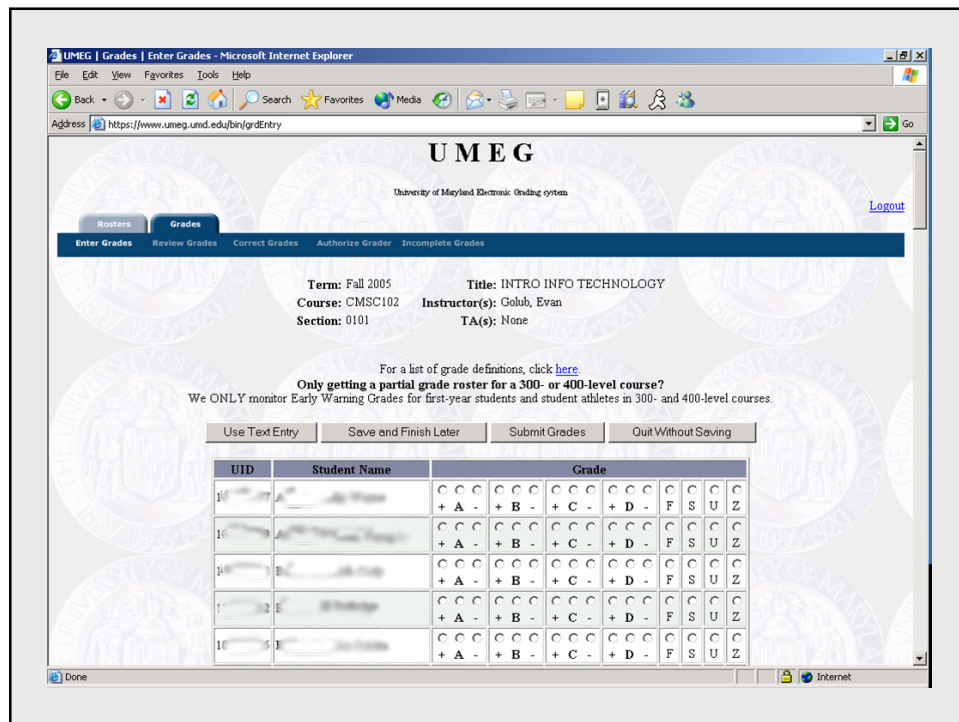 UMEG | Grades | Enter Grades - Microsoft Internet Explorer
File Edit View Favorites Tools Help
Back Search Favorites Media
Address https://www.umeg.umd.edu/bin/grdEntry Go
U M E G
University of Maryland Electronic Grading system
Logout
Rosters Grades
Enter Grades Review Grades Correct Grades Authorize Grader Incomplete Grades
Term: Fall 2005 Title: INTRO INFO TECHNOLOGY
Course: CMSC102 Instructor(s): Golub, Evan
Section: 0101 TA(s): None
For a list of grade definitions, click here.
Only getting a partial grade roster for a 300- or 400-level course?
We ONLY monitor Early Warning Grades for first-year students and student athletes in 300- and 400-level courses.
Use Text Entry Save and Finish Later Submit Grades Quit Without Saving
UID Student Name Grade
+ A - + B - + C - + D - F S U Z
+ A - + B - + C - + D - F S U Z
+ A - + B - + C - + D - F S U Z
+ A - + B - + C - + D - F S U Z
+ A - + B - + C - + D - F S U Z
Done Internet